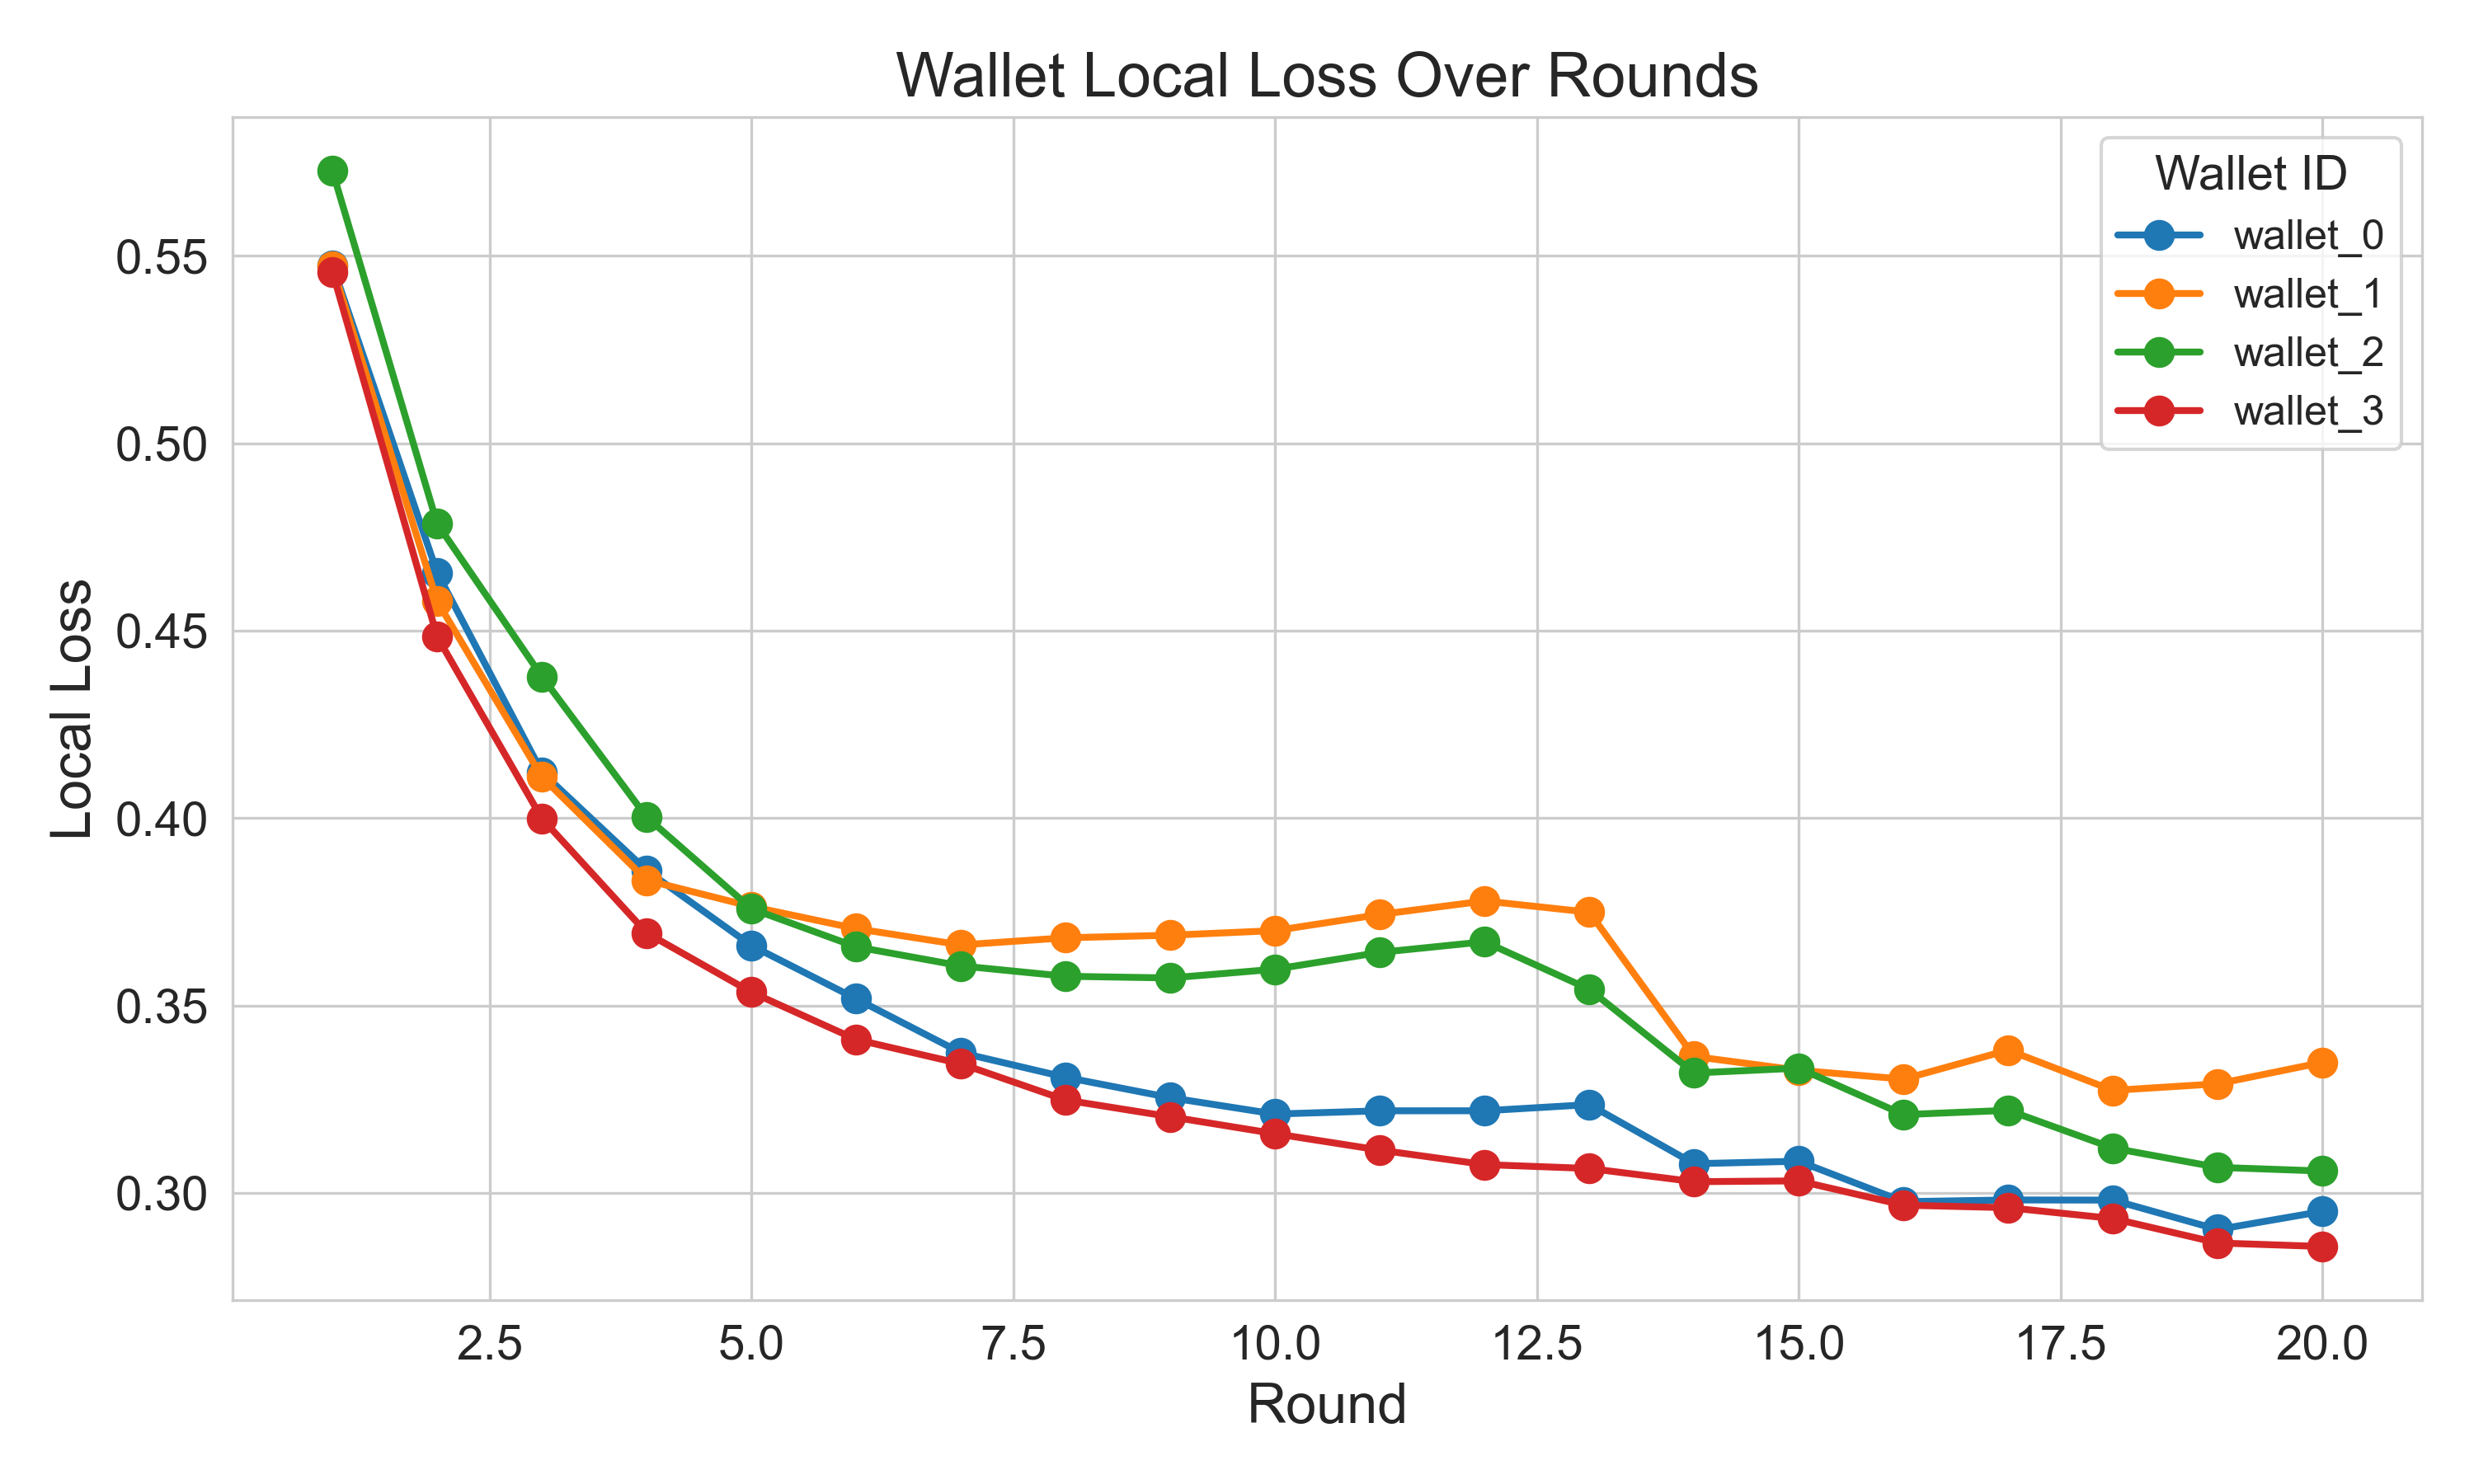 Wallet Local Loss Over Rounds
Wallet ID
wallet_0
wallet_1
wallet_2
wallet_3
Local Loss
0.55
0.50
0.45
0.40
0.35
0.30
2.5 5.0 7.5 10.0 12.5 15.0 17.5 20.0
Round